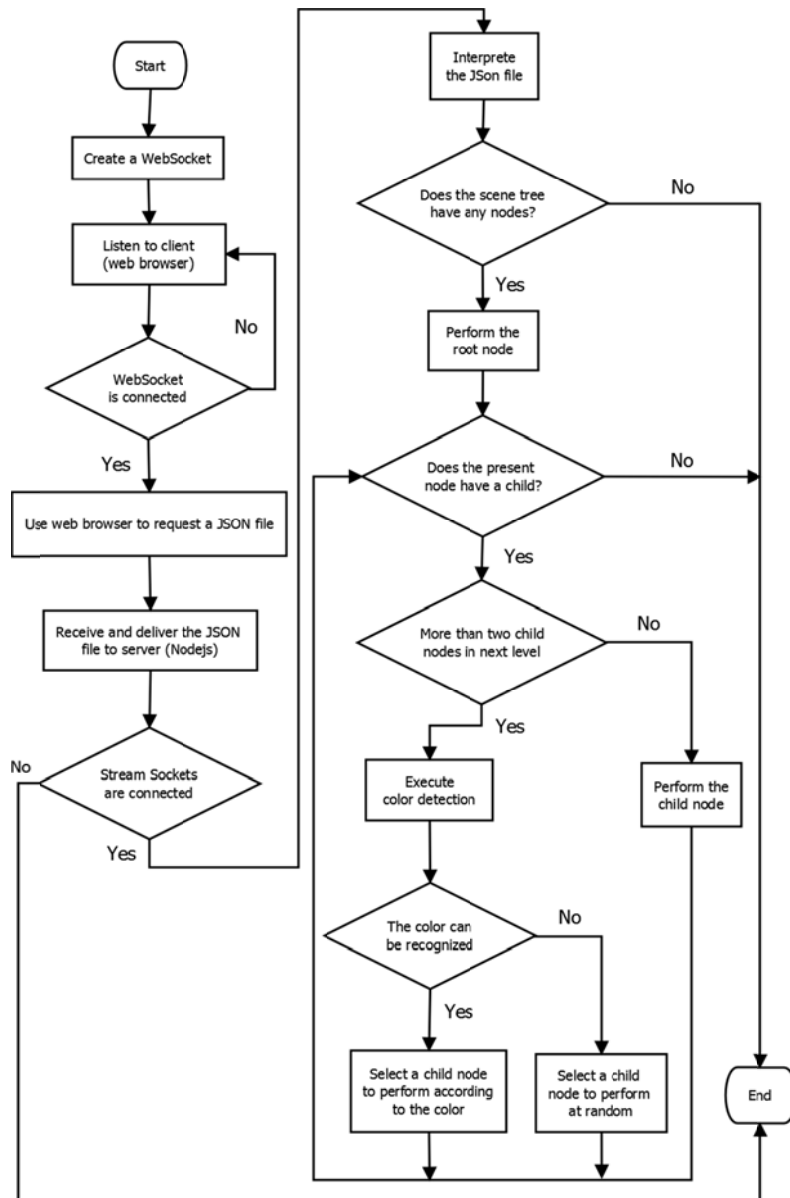 Start
Create a WebSocket
Listen to client
(web browser)
No
WebSocket
is connected
Yes
Use web browser to request a JSON file
Receive and deliver the JSON
file to server (Nodejs)
No
Stream Sockets
are connected
Yes
Interprete
the JSon file
Does the scene tree
have any nodes?
No
Yes
Perform the
root node
Does the present
node have a child?
No
Yes
More than two child
nodes in next level
No
Yes
Execute
color detection
Perform the
child node
The color can
be recognized
No
Yes
Select a child node
to perform according
to the color
Select a child
node to perform
at random
End